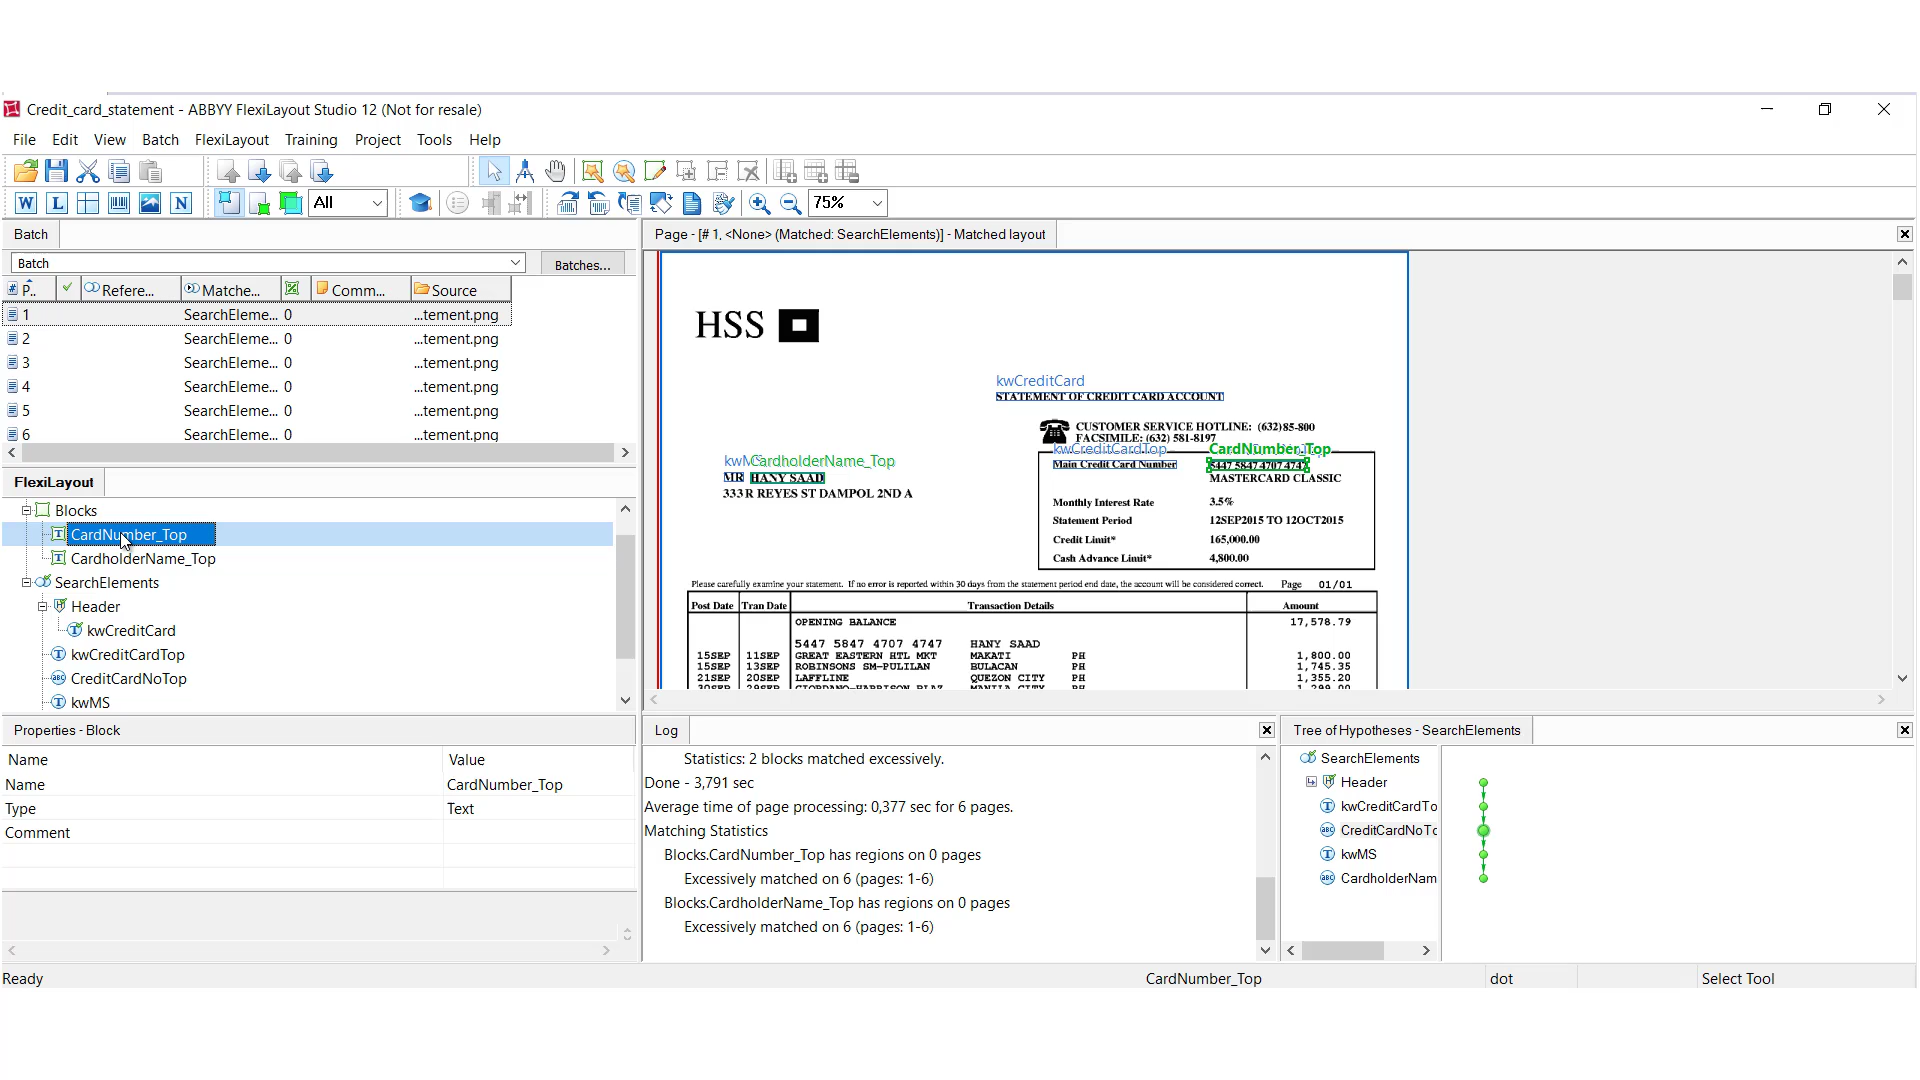 Credit_card_statement - ABBYY FlexiLayout Studio 12 (Not for resale)
File Edit View Batch FlexiLayout Training Project Tools Help
W L N All 75%
Batch
Page - [# 1, <None> (Matched: SearchElements)] - Matched layout
Batch
Batches...
# P.. Refere... Matche... Comm... Source
1 SearchEleme... 0 ...tement.png
2 SearchEleme... 0 ...tement.png
3 SearchEleme... 0 ...tement.png
4 SearchEleme... 0 ...tement.png
5 SearchEleme... 0 ...tement.png
6 SearchEleme... 0 ...tement.png
FlexiLayout
Blocks
CardNumber_Top
CardholderName_Top
SearchElements
Header
kwCreditCard
kwCreditCardTop
CreditCardNoTop
kwMS
HSS
kwCreditCard
STATEMENT OF CREDIT CARD ACCOUNT
CUSTOMER SERVICE HOTLINE: (632)85-800
FACSIMILE: (632) 581-8197
kwCreditCardTop CardNumber_Top
CardholderName_Top
Main Credit Card Number 5447 5847 4707 4747
MR HANY SAAD
MASTERCARD CLASSIC
333 R REYES ST DAMPOL 2ND A
Monthly Interest Rate 3.5%
Statement Period 12SEP2015 TO 12OCT2015
Credit Limit* 165,000.00
Cash Advance Limit* 4,800.00
Please carefully examine your statement. If no error is reported within 30 days from the statement period end date, the account will be considered correct. Page 01/01
Post Date Tran Date Transaction Details Amount
OPENING BALANCE 17,578.79
5447 5847 4707 4747 HANY SAAD
15SEP 11SEP GREAT EASTERN HTL MKT MAKATI PH 1,800.00
15SEP 13SEP ROBINSONS SM-PULILAN BULACAN PH 1,745.35
21SEP 20SEP LAFFLINE QUEZON CITY PH 1,355.20
Properties - Block
Name Value
Name CardNumber_Top
Type Text
Comment
Log
Statistics: 2 blocks matched excessively.
Done - 3,791 sec
Average time of page processing: 0,377 sec for 6 pages.
Matching Statistics
Blocks.CardNumber_Top has regions on 0 pages
Excessively matched on 6 (pages: 1-6)
Blocks.CardholderName_Top has regions on 0 pages
Excessively matched on 6 (pages: 1-6)
Tree of Hypotheses - SearchElements
SearchElements
Header
kwCreditCardTo
CreditCardNoTo
kwMS
CardholderNam
Ready CardNumber_Top dot Select Tool